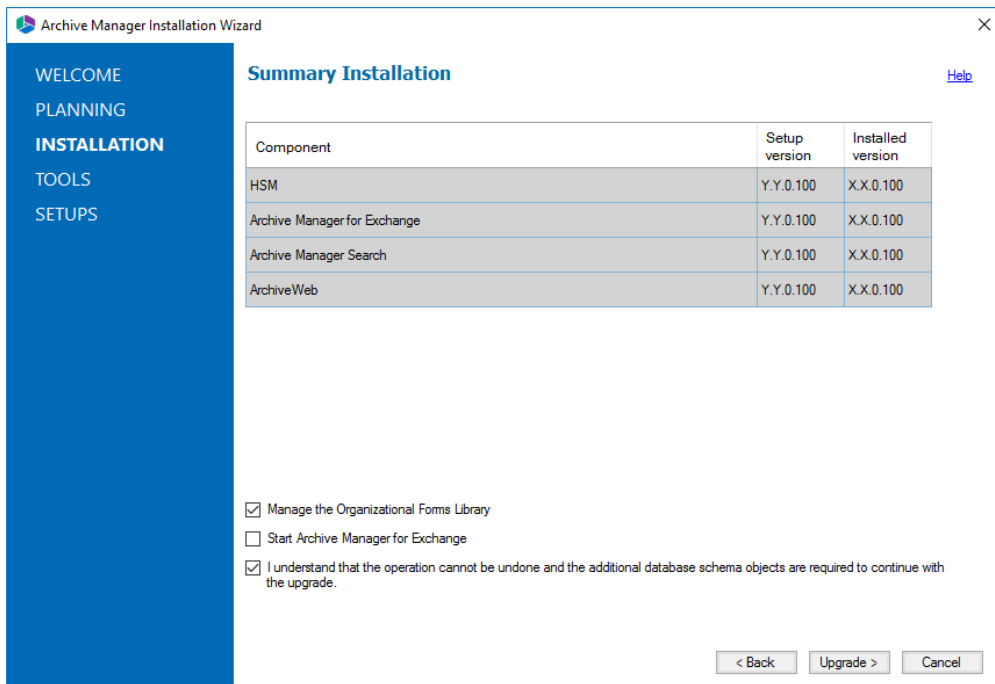 Archive Manager Installation Wizard
WELCOME
PLANNING
INSTALLATION
TOOLS
SETUPS
Summary Installation
Help
Component
Setup version
Installed version
HSM Y.Y.0.100 X.X.0.100
Archive Manager for Exchange Y.Y.0.100 X.X.0.100
Archive Manager Search Y.Y.0.100 X.X.0.100
ArchiveWeb Y.Y.0.100 X.X.0.100
Manage the Organizational Forms Library
Start Archive Manager for Exchange
I understand that the operation cannot be undone and the additional database schema objects are required to continue with
the upgrade.
< Back Upgrade > Cancel